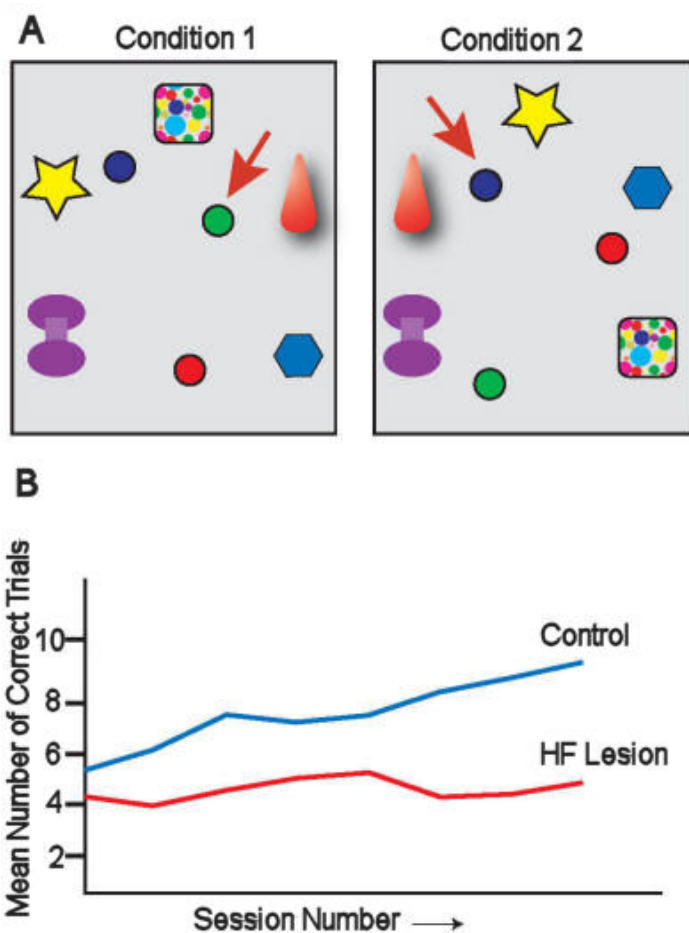 A
Condition 1
Condition 2
B
Mean Number of Correct Trials
10
8
6
4
2
Control
HF Lesion
Session Number →